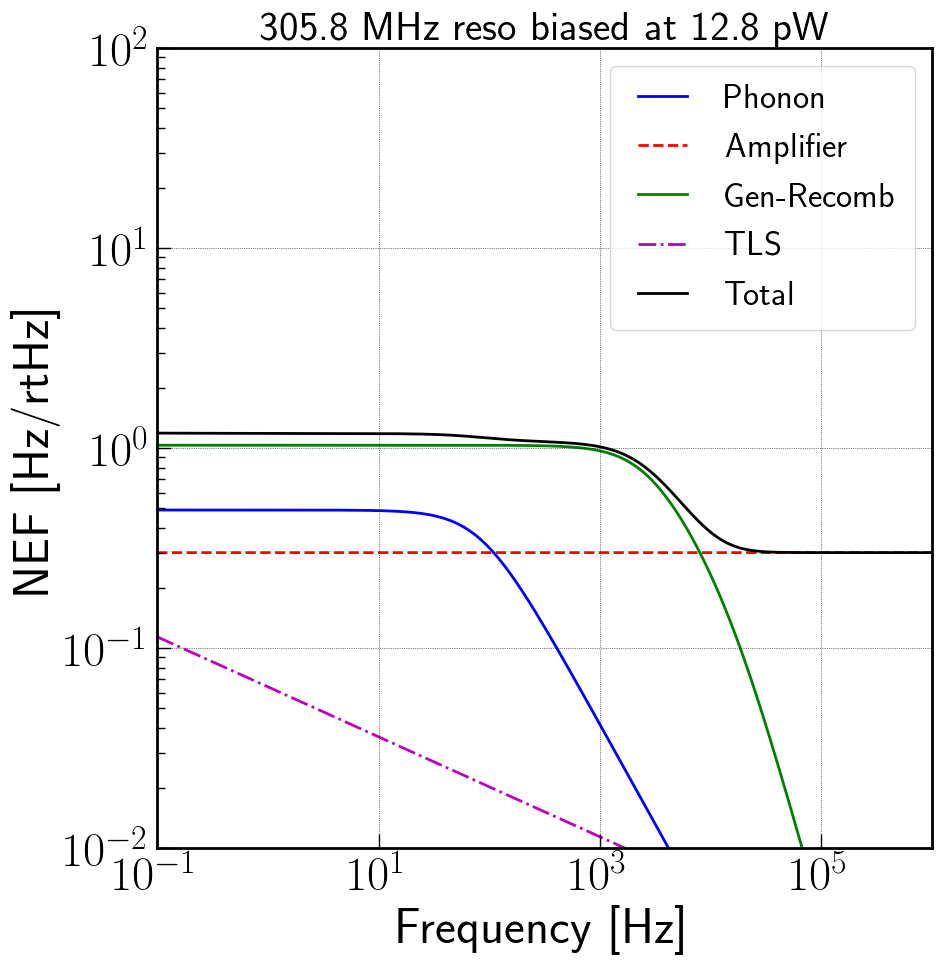 305.8 MHz reso biased at 12.8 pW
10²
Phonon
Amplifier
Gen-Recomb
10¹
TLS
Total
NEF [Hz/rtHz]
10⁰
10⁻¹
10⁻²
10⁻¹ 10¹ 10³ 10⁵
Frequency [Hz]